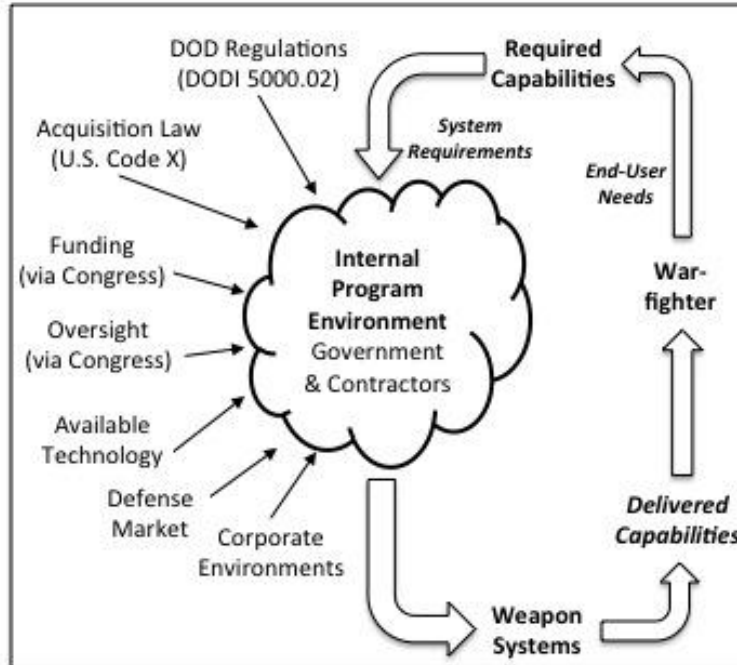 DOD Regulations
(DODI 5000.02)
Required
Capabilities
Acquisition Law
(U.S. Code X)
System
Requirements
End-User
Needs
Funding
(via Congress)
Internal
Program
Environment
Government
& Contractors
War-
fighter
Oversight
(via Congress)
Available
Technology
Defense
Market
Corporate
Environments
Delivered
Capabilities
Weapon
Systems